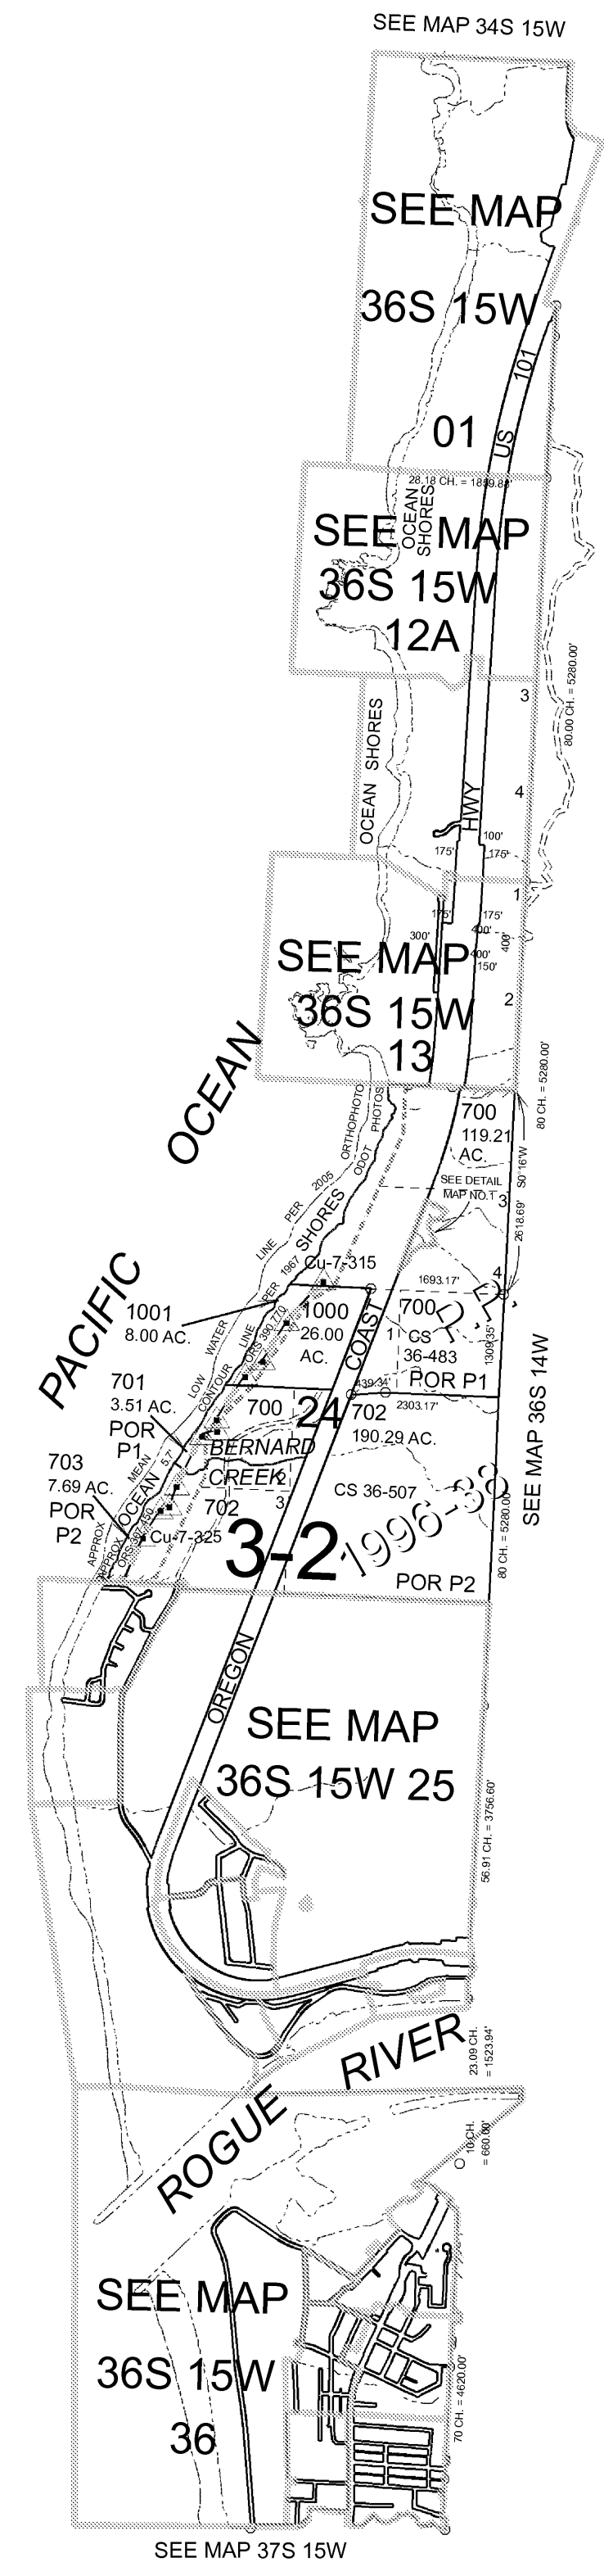 SEE MAP 34S 15W
SEE MAP
36S 15W
01
US
101
28.18 CH. = 1859.88
OCEAN
SHORES
SEE MAP
36S 15W
12A
80.00 CH. = 5280.00'
3
OCEAN SHORES
4
HWY
100'
175'
175'
1
175'
175'
300'
400'
400'
400'
150'
SEE MAP
36S 15W
13
2
OCEAN
80 CH. = 5280.00'
700
119.21
AC.
SEE DETAIL
MAP NO.1
S0°16'W
2618.69'
3
4
LINE PER 2005 ORTHOPHOTO
PER 1967 ODOT PHOTOS
SHORES
Cu-7-315
1693.17'
PACIFIC
1001
8.00 AC.
1000
26.00
AC.
COAST
700
1
CS
36-483
POR P1
P.L.
1309.35'
LOW WATER
CONTOUR LINE
ORS 390.770
701
3.51 AC.
POR
P1
700
24
439.34'
702
2303.17'
190.29 AC.
SEE MAP 36S 14W
BERNARD
CREEK
2
3
703
7.69 AC.
POR
P2
OCEAN
APPROX MEAN
APPROX 5.7'
ORS 307.450
702
Cu-7-325
CS 36-507
3-2
1996-38
80 CH. = 5280.00'
POR P2
OREGON
SEE MAP
36S 15W 25
56.91 CH. = 3756.60'
ROGUE RIVER
23.09 CH.
= 1523.94'
10 CH.
= 660.00'
SEE MAP
36S 15W
36
70 CH. = 4620.00'
SEE MAP 37S 15W